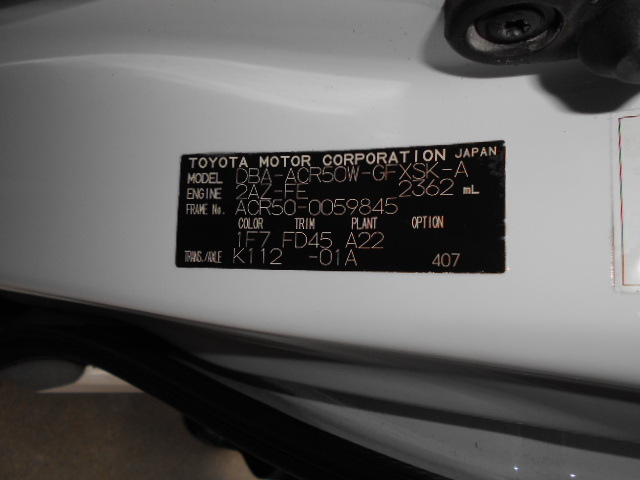 TOYOTA MOTOR CORPORATION JAPAN
MODEL DBA-ACR50W-GFXSK-A
ENGINE 2AZ-FE 2362 mL
FRAME No. ACR50-0059845
COLOR TRIM PLANT OPTION
1F7 FD45 A22
TRANS./AXLE K112 -01A 407